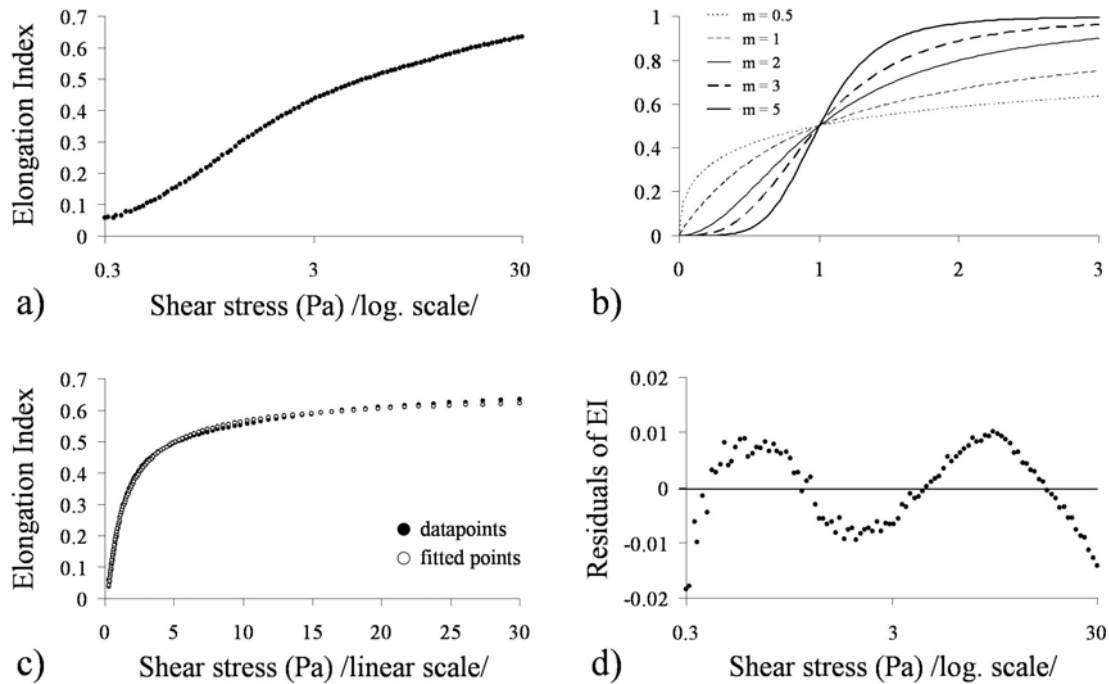 Elongation Index
0.7
0.6
0.5
0.4
0.3
0.2
0.1
0
0.3
3
30
a)
Shear stress (Pa) /log. scale/
1
0.8
0.6
0.4
0.2
0
m = 0.5
m = 1
m = 2
m = 3
m = 5
0
1
2
3
b)
Elongation Index
0.7
0.6
0.5
0.4
0.3
0.2
0.1
0
datapoints
fitted points
0
5
10
15
20
25
30
c)
Shear stress (Pa) /linear scale/
Residuals of EI
0.02
0.01
0
-0.01
-0.02
0.3
3
30
d)
Shear stress (Pa) /log. scale/